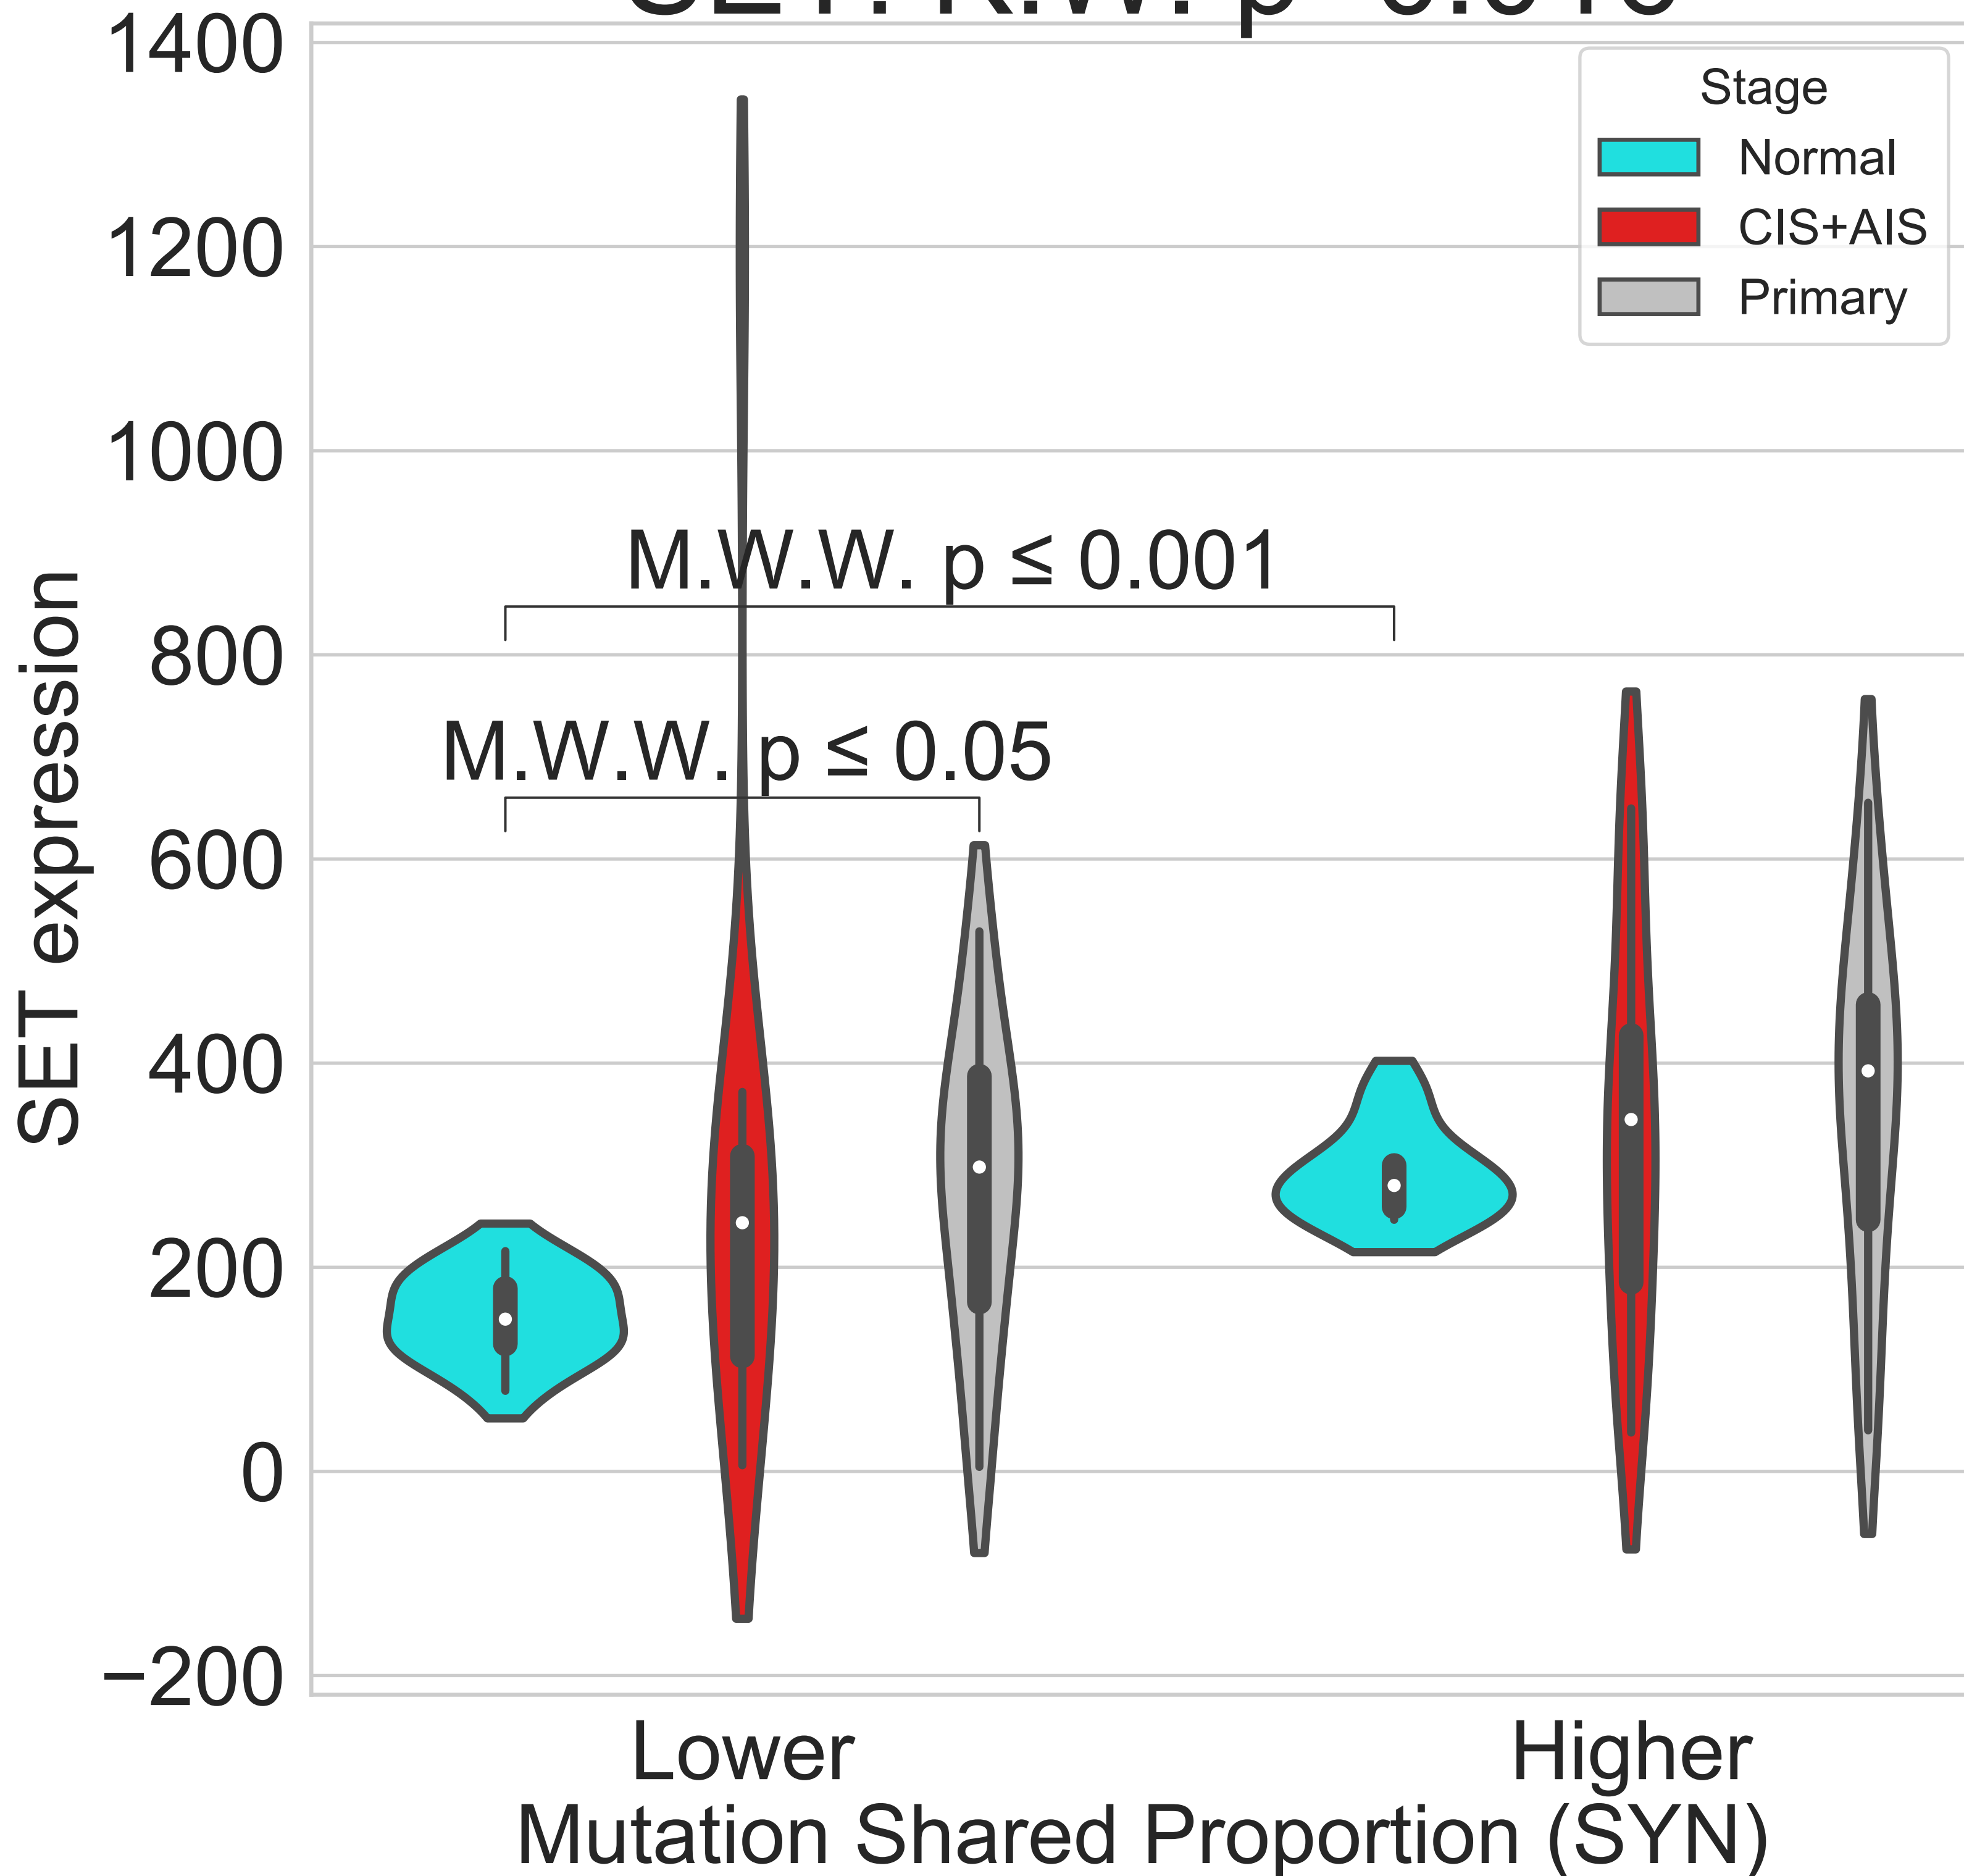 1400
1200
1000
800
600
400
200
0
−200
SET expression
Stage
Normal
CIS+AIS
Primary
M.W.W. p ≤ 0.001
M.W.W. p ≤ 0.05
Lower
Higher
Mutation Shared Proportion (SYN)